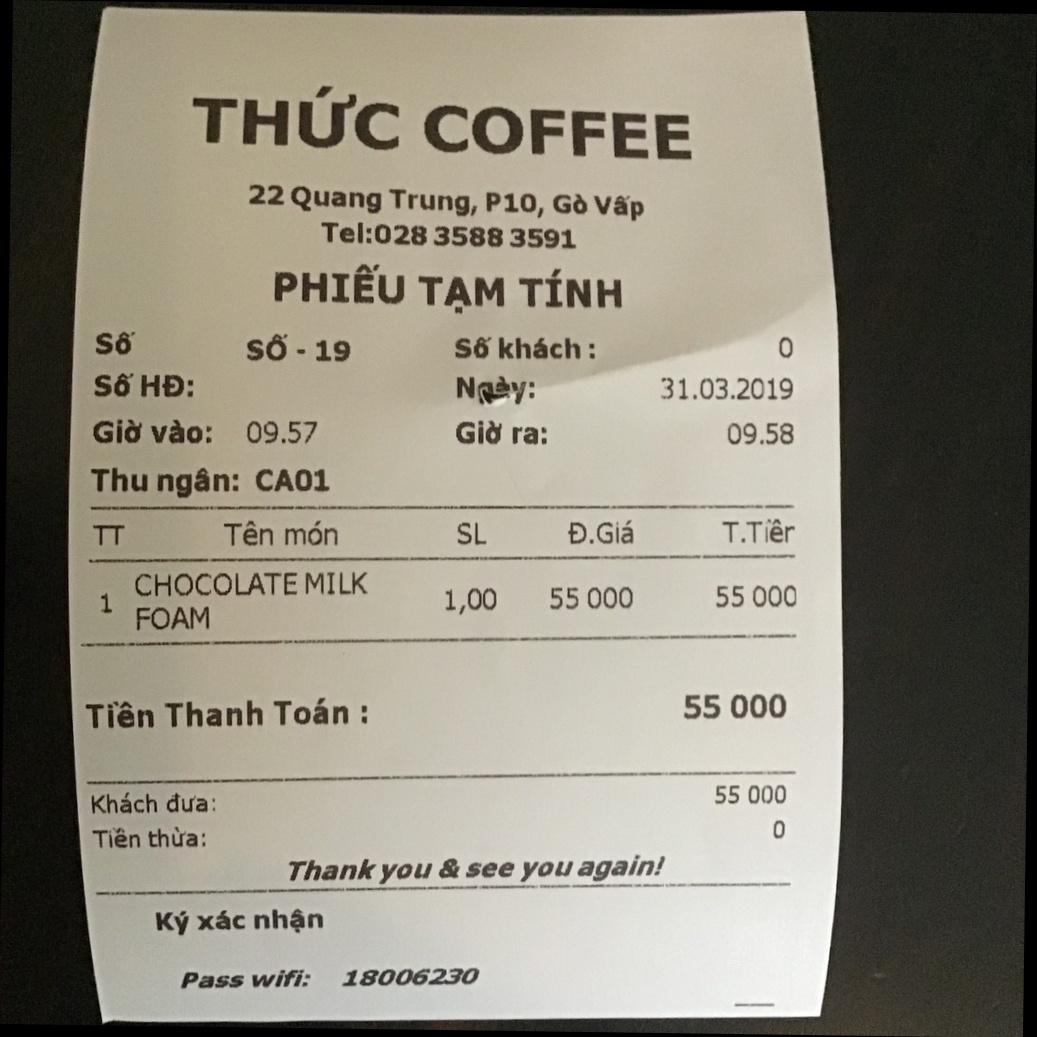 THỨC COFFEE
22 Quang Trung, P10, Gò Vấp
Tel:028 3588 3591
PHIẾU TẠM TÍNH
Số SỐ - 19 Số khách : 0
Số HĐ: Ngày: 31.03.2019
Giờ vào: 09.57 Giờ ra: 09.58
Thu ngân: CA01
TT Tên món SL Đ.Giá T.Tiền
1 CHOCOLATE MILK FOAM 1,00 55 000 55 000
Tiền Thanh Toán : 55 000
Khách đưa: 55 000
Tiền thừa: 0
Thank you & see you again!
Ký xác nhận
Pass wifi: 18006230